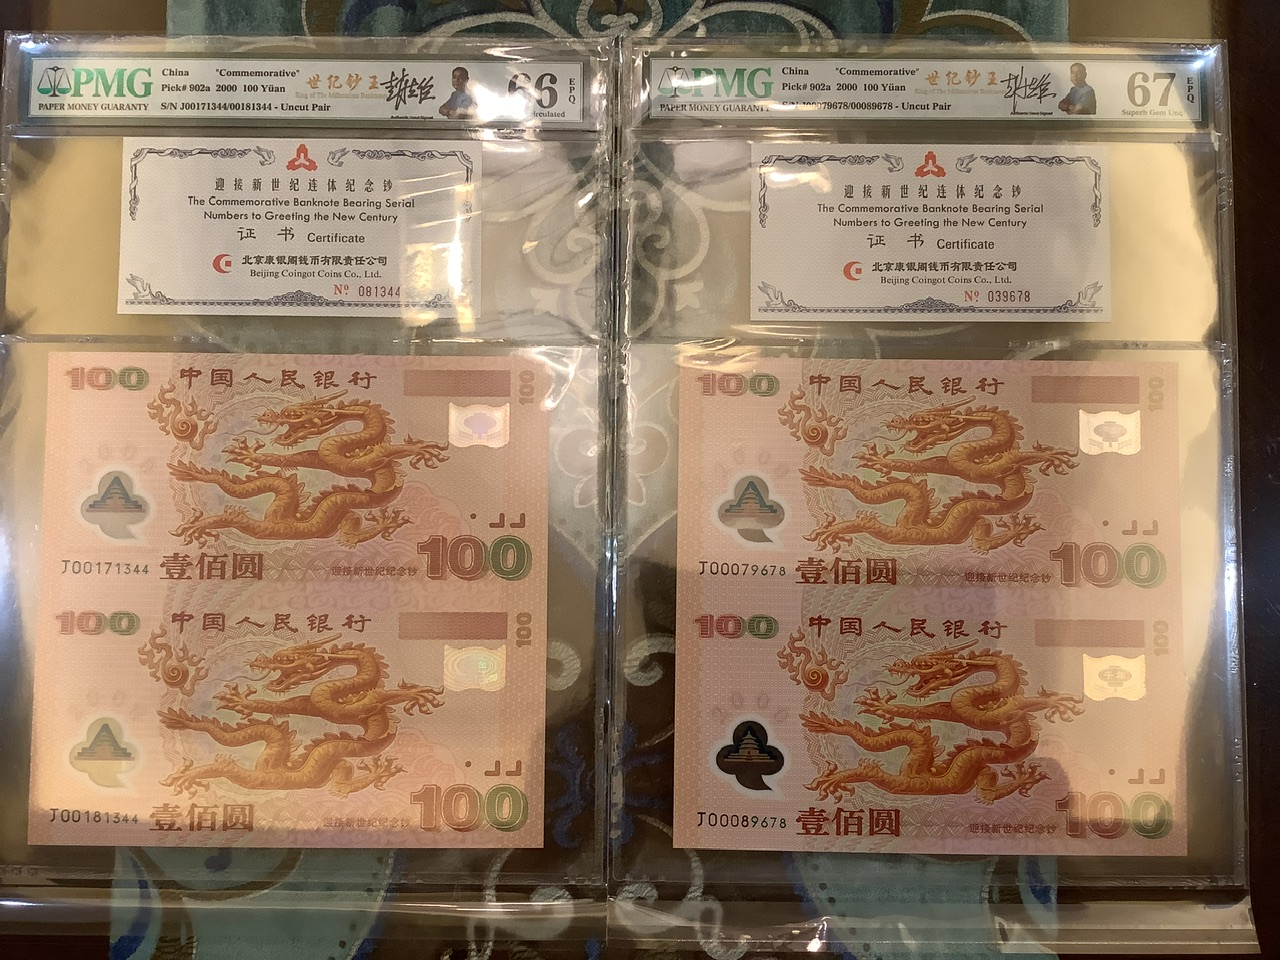 PMG
PAPER MONEY GUARANTY
China "Commemorative"
Pick# 902a 2000 100 Yüan
S/N J00171344/00181344 - Uncut Pair
世纪钞王
66
EPQ
迎接新世纪连体纪念钞
The Commemorative Banknote Bearing Serial
Numbers to Greeting the New Century
证 书 Certificate
北京康银阁钱币有限责任公司
Beijing Coingot Coins Co., Ltd.
Nº 081344
100 中国人民银行 100
J00171344 壹佰圆 迎接新世纪纪念钞 100
100 中国人民银行 100
J00181344 壹佰圆 迎接新世纪纪念钞 100
PMG
PAPER MONEY GUARANTY
China "Commemorative"
Pick# 902a 2000 100 Yüan
S/N J00079678/00089678 - Uncut Pair
世纪钞王
67
EPQ
Superb Gem Unc
迎接新世纪连体纪念钞
The Commemorative Banknote Bearing Serial
Numbers to Greeting the New Century
证 书 Certificate
北京康银阁钱币有限责任公司
Beijing Coingot Coins Co., Ltd.
Nº 039678
100 中国人民银行 100
2000
J00079678 壹佰圆 迎接新世纪纪念钞 100
100 中国人民银行 100
2000
J00089678 壹佰圆 迎接新世纪纪念钞 100